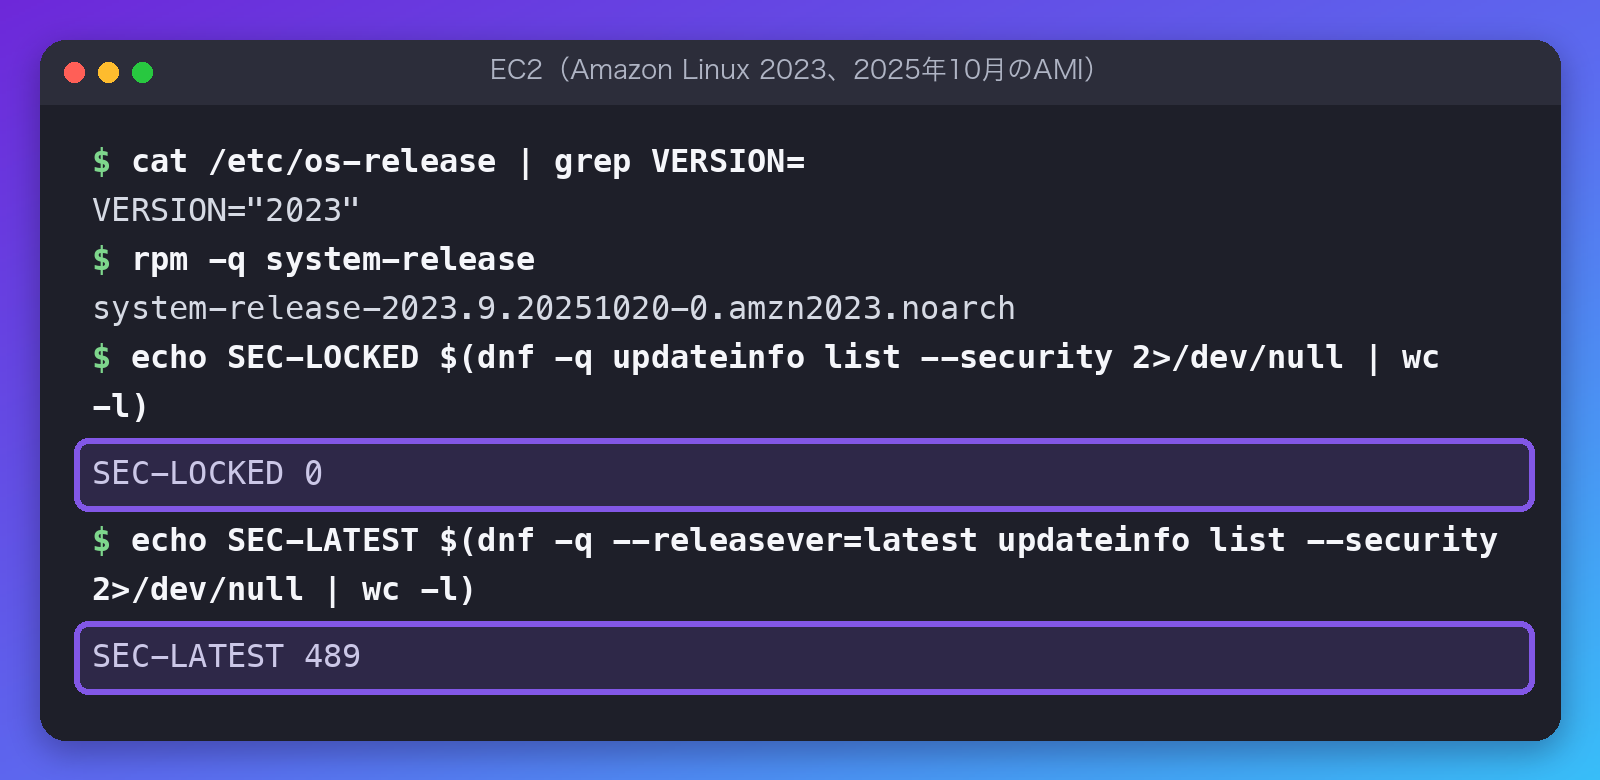 EC2（Amazon Linux 2023、2025年10月のAMI）
$ cat /etc/os-release | grep VERSION=
VERSION="2023"
$ rpm -q system-release
system-release-2023.9.20251020-0.amzn2023.noarch
$ echo SEC-LOCKED $(dnf -q updateinfo list --security 2>/dev/null | wc
-l)
SEC-LOCKED 0
$ echo SEC-LATEST $(dnf -q --releasever=latest updateinfo list --security
2>/dev/null | wc -l)
SEC-LATEST 489